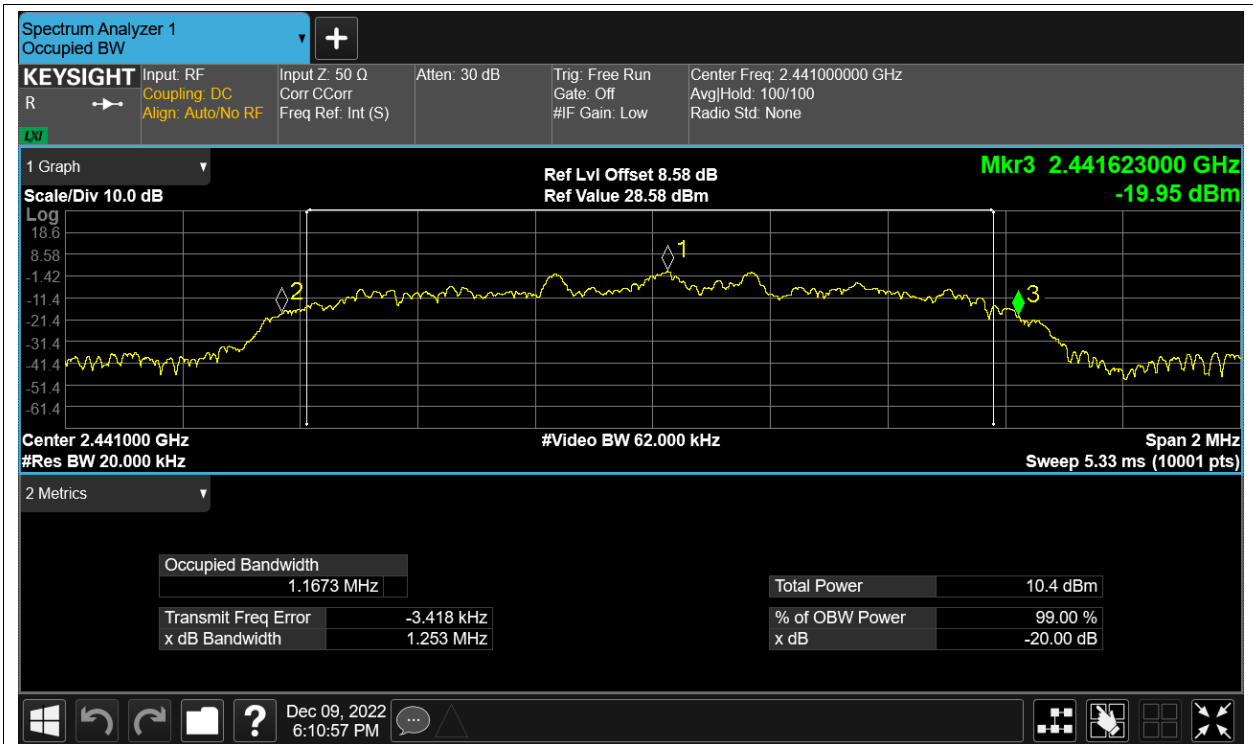 Spectrum Analyzer 1
Occupied BW
KEYSIGHT
R
LXI
Input: RF
Coupling: DC
Align: Auto/No RF
Input Z: 50 Ω
Corr CCorr
Freq Ref: Int (S)
Atten: 30 dB
Trig: Free Run
Gate: Off
#IF Gain: Low
Center Freq: 2.441000000 GHz
Avg|Hold: 100/100
Radio Std: None
1 Graph
Scale/Div 10.0 dB
Ref Lvl Offset 8.58 dB
Ref Value 28.58 dBm
Mkr3 2.441623000 GHz
-19.95 dBm
Log
18.6
8.58
-1.42
-11.4
-21.4
-31.4
-41.4
-51.4
-61.4
1
2
3
Center 2.441000 GHz
#Video BW 62.000 kHz
Span 2 MHz
#Res BW 20.000 kHz
Sweep 5.33 ms (10001 pts)
2 Metrics
Occupied Bandwidth
1.1673 MHz
Transmit Freq Error -3.418 kHz
x dB Bandwidth 1.253 MHz
Total Power 10.4 dBm
% of OBW Power 99.00 %
x dB -20.00 dB
Dec 09, 2022
6:10:57 PM